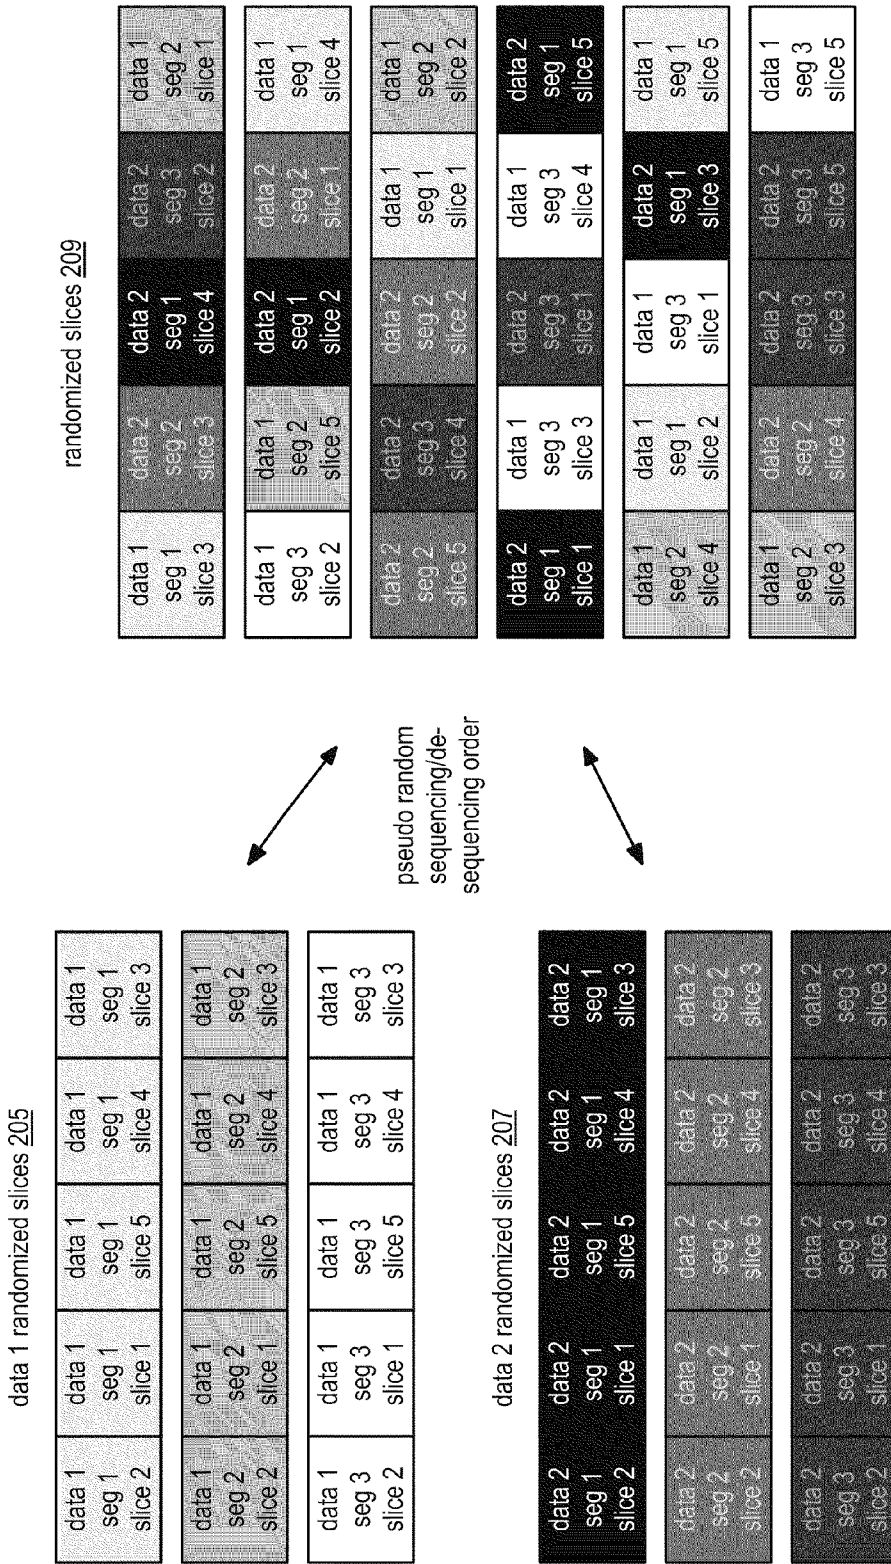 data 1 randomized slices 205
data 1
seg 1
slice 2
data 1
seg 1
slice 1
data 1
seg 1
slice 5
data 1
seg 1
slice 4
data 1
seg 1
slice 3
data 1
seg 2
slice 2
data 1
seg 2
slice 1
data 1
seg 2
slice 5
data 1
seg 2
slice 4
data 1
seg 2
slice 3
data 1
seg 3
slice 2
data 1
seg 3
slice 1
data 1
seg 3
slice 5
data 1
seg 3
slice 4
data 1
seg 3
slice 3
data 2 randomized slices 207
data 2
seg 1
slice 2
data 2
seg 1
slice 1
data 2
seg 1
slice 5
data 2
seg 1
slice 4
data 2
seg 1
slice 3
data 2
seg 2
slice 2
data 2
seg 2
slice 1
data 2
seg 2
slice 5
data 2
seg 2
slice 4
data 2
seg 2
slice 3
data 2
seg 3
slice 2
data 2
seg 3
slice 1
data 2
seg 3
slice 5
data 2
seg 3
slice 4
data 2
seg 3
slice 3
pseudo random
sequencing/de-
sequencing order
randomized slices 209
data 1
seg 1
slice 3
data 2
seg 2
slice 3
data 2
seg 1
slice 4
data 2
seg 3
slice 2
data 1
seg 2
slice 1
data 1
seg 3
slice 2
data 1
seg 2
slice 5
data 2
seg 1
slice 2
data 2
seg 2
slice 1
data 1
seg 1
slice 4
data 2
seg 2
slice 5
data 2
seg 3
slice 4
data 2
seg 2
slice 2
data 1
seg 1
slice 1
data 1
seg 2
slice 2
data 2
seg 1
slice 1
data 1
seg 3
slice 3
data 2
seg 3
slice 1
data 1
seg 3
slice 4
data 2
seg 1
slice 5
data 1
seg 2
slice 4
data 1
seg 1
slice 2
data 1
seg 3
slice 1
data 2
seg 1
slice 3
data 1
seg 1
slice 5
data 1
seg 2
slice 3
data 2
seg 2
slice 4
data 2
seg 3
slice 3
data 2
seg 3
slice 5
data 1
seg 3
slice 5